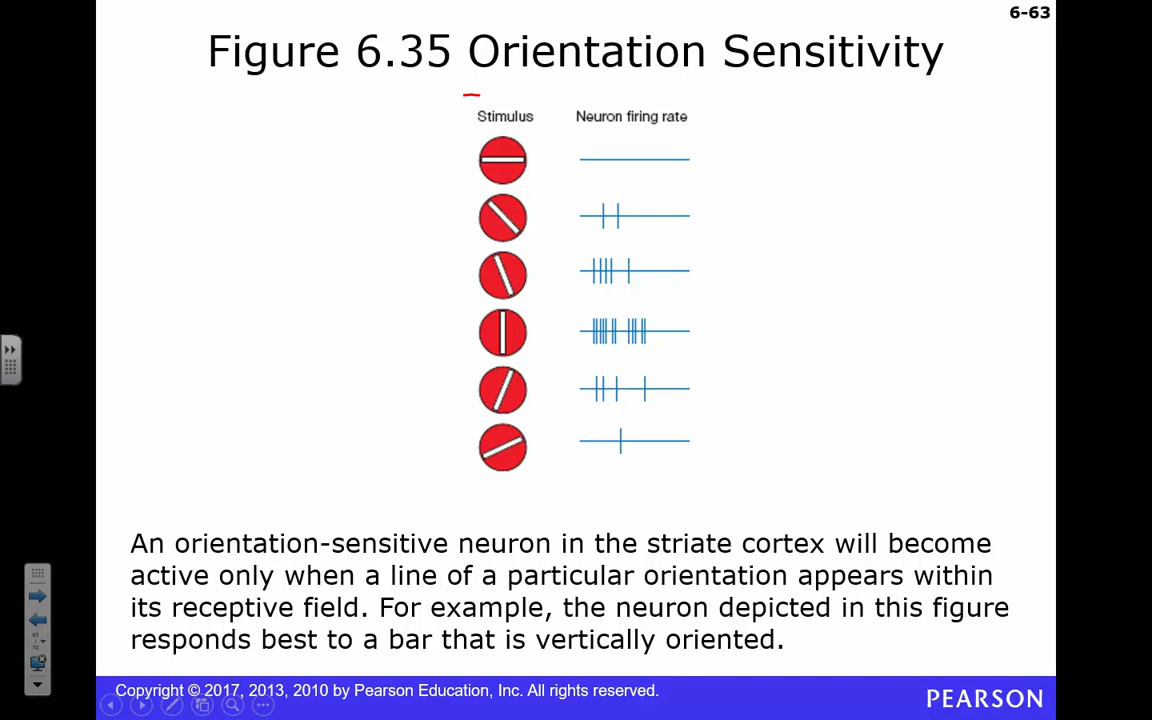 6-63
Figure 6.35 Orientation Sensitivity
Stimulus Neuron firing rate
An orientation-sensitive neuron in the striate cortex will become
active only when a line of a particular orientation appears within
its receptive field. For example, the neuron depicted in this figure
responds best to a bar that is vertically oriented.
Copyright © 2017, 2013, 2010 by Pearson Education, Inc. All rights reserved.
PEARSON